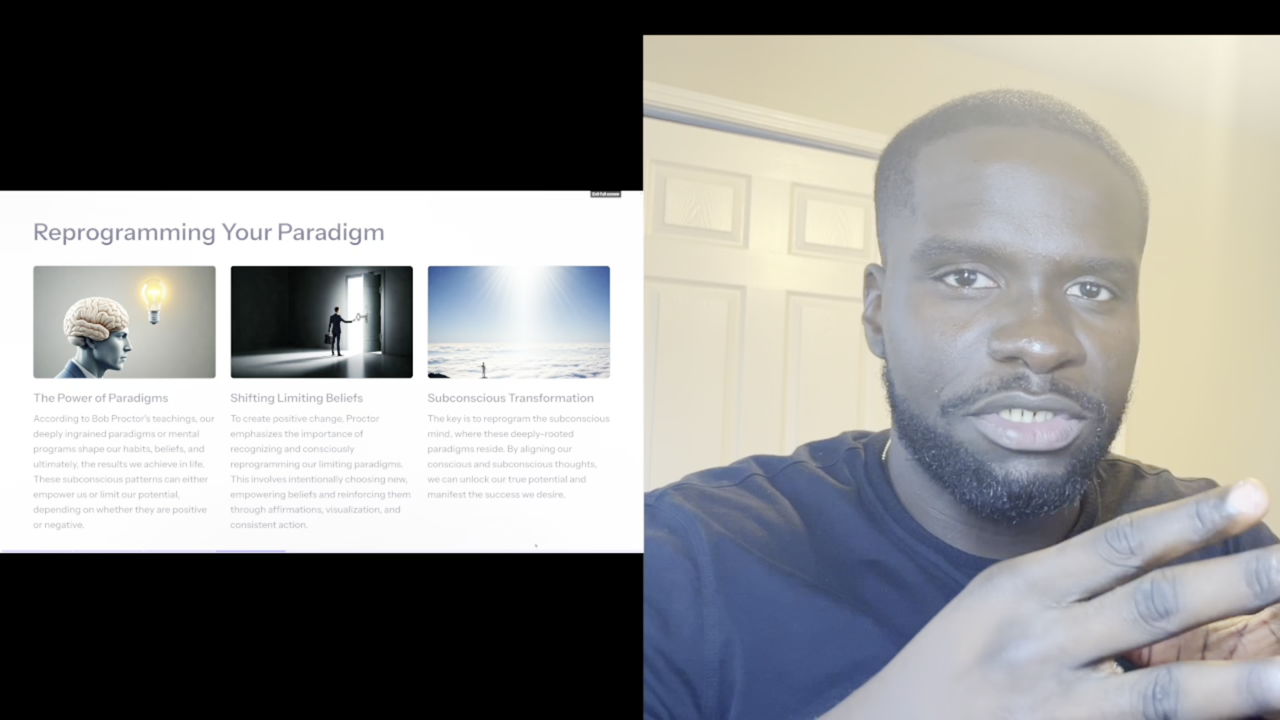 Exit full screen
Reprogramming Your Paradigm
The Power of Paradigms
According to Bob Proctor's teachings, our
deeply ingrained paradigms or mental
programs shape our habits, beliefs, and
ultimately, the results we achieve in life.
These subconscious patterns can either
empower us or limit our potential,
depending on whether they are positive
or negative.
Shifting Limiting Beliefs
To create positive change, Proctor
emphasizes the importance of
recognizing and consciously
reprogramming our limiting paradigms.
This involves intentionally choosing new,
empowering beliefs and reinforcing them
through affirmations, visualization, and
consistent action.
Subconscious Transformation
The key is to reprogram the subconscious
mind, where these deeply-rooted
paradigms reside. By aligning our
conscious and subconscious thoughts,
we can unlock our true potential and
manifest the success we desire.